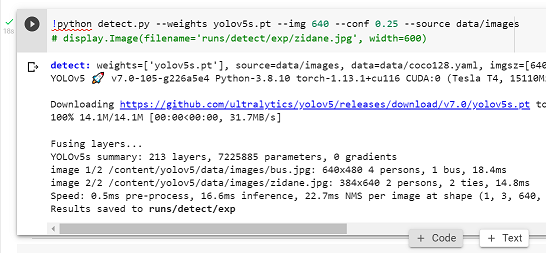 18s
!python detect.py --weights yolov5s.pt --img 640 --conf 0.25 --source data/images
# display.Image(filename='runs/detect/exp/zidane.jpg', width=600)
detect: weights=['yolov5s.pt'], source=data/images, data=data/coco128.yaml, imgsz=[640
YOLOv5 🚀 v7.0-105-g226a5e4 Python-3.8.10 torch-1.13.1+cu116 CUDA:0 (Tesla T4, 15110M
Downloading https://github.com/ultralytics/yolov5/releases/download/v7.0/yolov5s.pt to
100% 14.1M/14.1M [00:00<00:00, 31.7MB/s]
Fusing layers...
YOLOv5s summary: 213 layers, 7225885 parameters, 0 gradients
image 1/2 /content/yolov5/data/images/bus.jpg: 640x480 4 persons, 1 bus, 18.4ms
image 2/2 /content/yolov5/data/images/zidane.jpg: 384x640 2 persons, 2 ties, 14.8ms
Speed: 0.5ms pre-process, 16.6ms inference, 22.7ms NMS per image at shape (1, 3, 640,
Results saved to runs/detect/exp
+ Code + Text